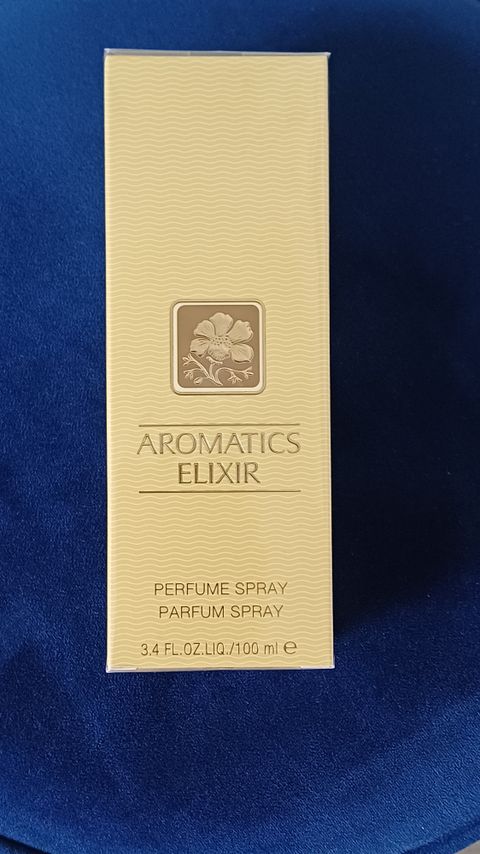 AROMATICS
ELIXIR
PERFUME SPRAY
PARFUM SPRAY
3.4 FL.OZ.LIQ./100 ml ℮